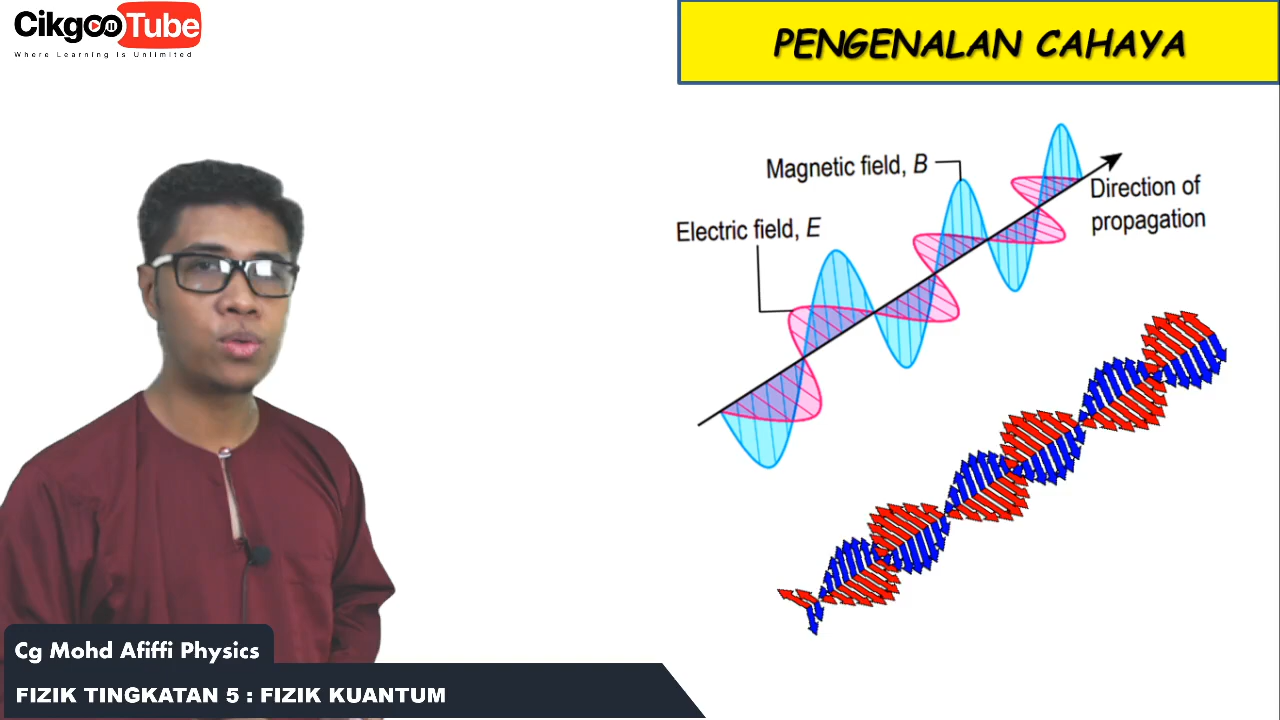 CikgooTube
Where Learning Is Unlimited
PENGENALAN CAHAYA
Magnetic field, B
Electric field, E
Direction of
propagation
Cg Mohd Afiffi Physics
FIZIK TINGKATAN 5 : FIZIK KUANTUM